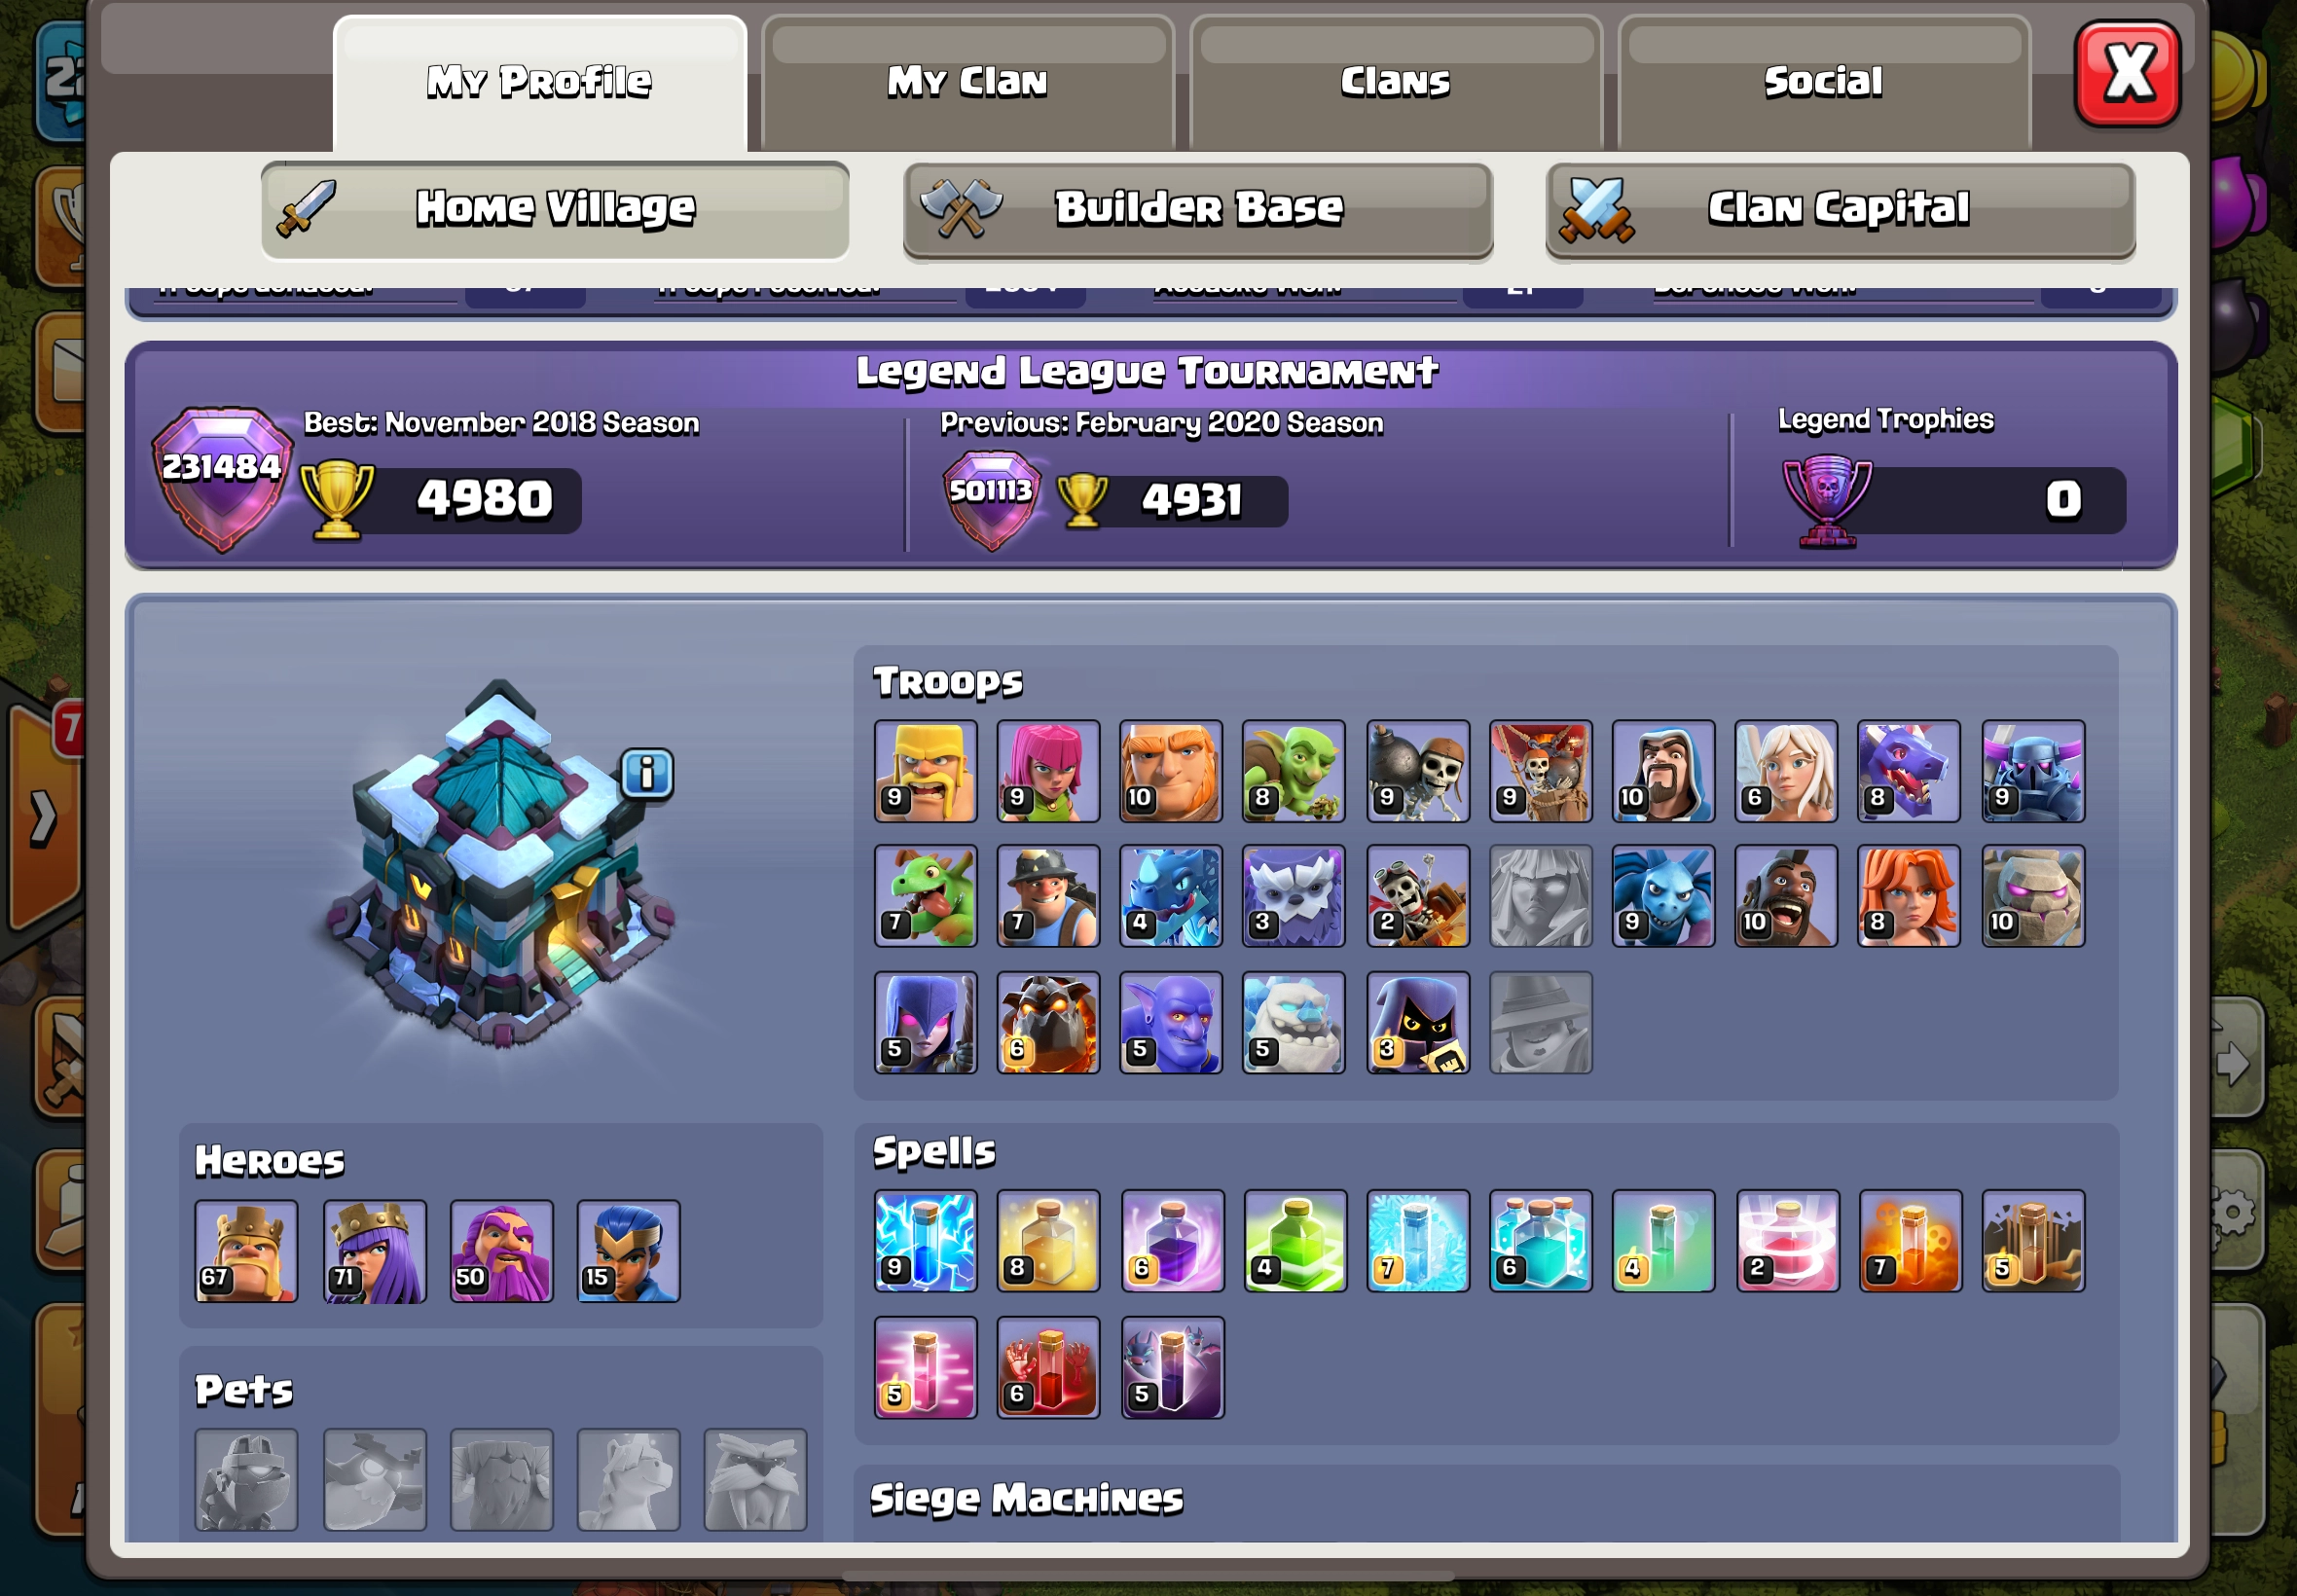 My Profile
My Clan
Clans
Social
X
Home Village
Builder Base
Clan Capital
Legend League Tournament
Best: November 2018 Season
Previous: February 2020 Season
Legend Trophies
231484
4980
501113
4931
0
Troops
9 9 10 8 9 9 10 6 8 9
7
i
7 7 4 3 2 9 10 8 10
5 6 5 5 3
Heroes
67 71 50 15
Spells
9 8 6 4 7 6 4 2 7 5
5 6 5
Pets
Siege Machines